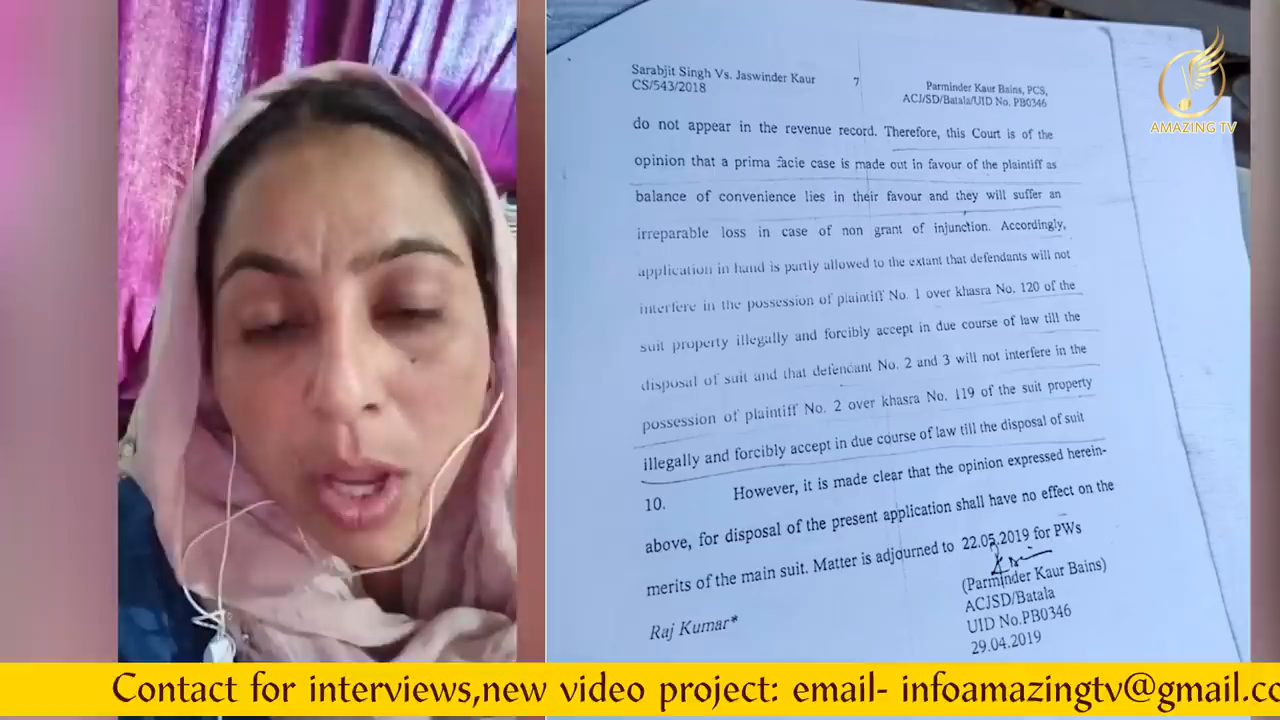 Sarabjit Singh Vs. Jaswinder Kaur
CS/543/2018
7
Parminder Kaur Bains, PCS,
ACJ/SD/Batala/UID No. PB0346
do not appear in the revenue record. Therefore, this Court is of the
opinion that a prima facie case is made out in favour of the plaintiff as
balance of convenience lies in their favour and they will suffer an
irreparable loss in case of non grant of injunction. Accordingly,
application in hand is partly allowed to the extant that defendants will not
interfere in the possession of plaintiff No. 1 over khasra No. 120 of the
suit property illegally and forcibly accept in due course of law till the
disposal of suit and that defendant No. 2 and 3 will not interfere in the
possession of plaintiff No. 2 over khasra No. 119 of the suit property
illegally and forcibly accept in due course of law till the disposal of suit
10. However, it is made clear that the opinion expressed herein-
above, for disposal of the present application shall have no effect on the
merits of the main suit. Matter is adjourned to 22.05.2019 for PWs
(Parminder Kaur Bains)
ACJSD/Batala
UID No.PB0346
29.04.2019
Raj Kumar*
AMAZING TV
Contact for interviews,new video project: email- infoamazingtv@gmail.co